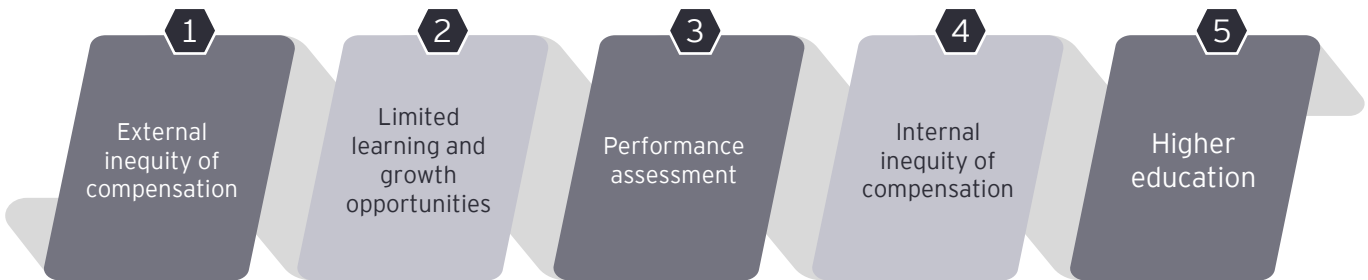 1
External
inequity of
compensation
2
Limited
learning and
growth
opportunities
3
Performance
assessment
4
Internal
inequity of
compensation
5
Higher
education